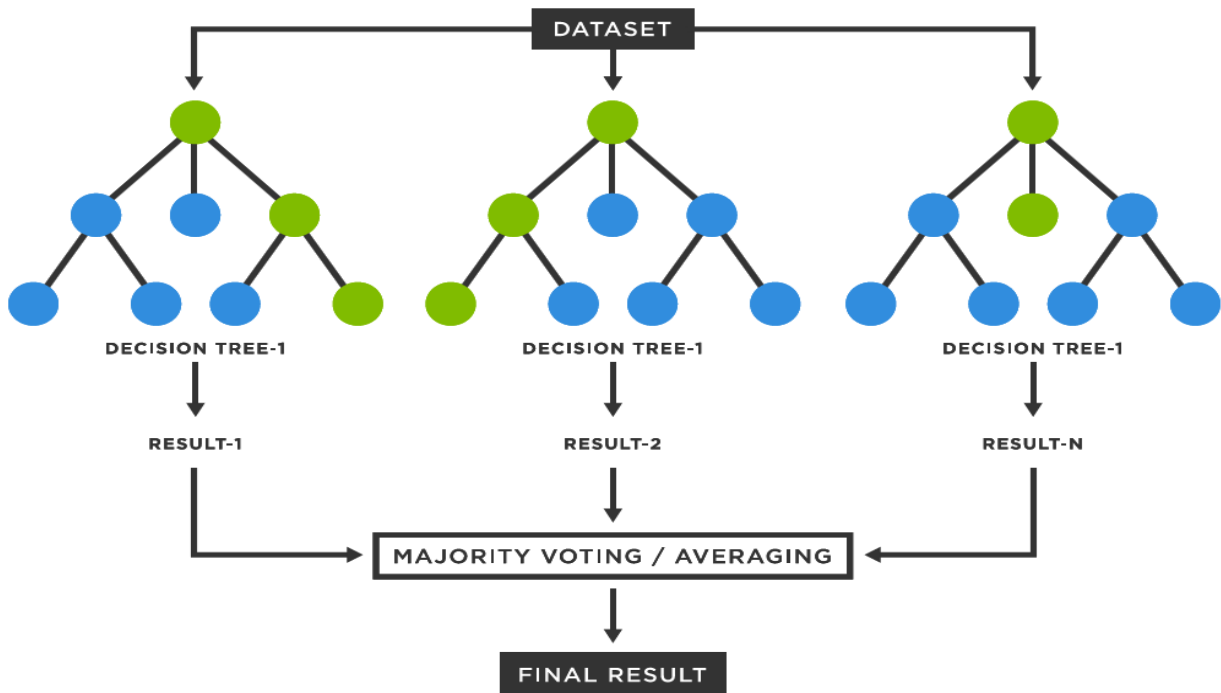 DATASET
DECISION TREE-1
DECISION TREE-1
DECISION TREE-1
RESULT-1
RESULT-2
RESULT-N
MAJORITY VOTING / AVERAGING
FINAL RESULT